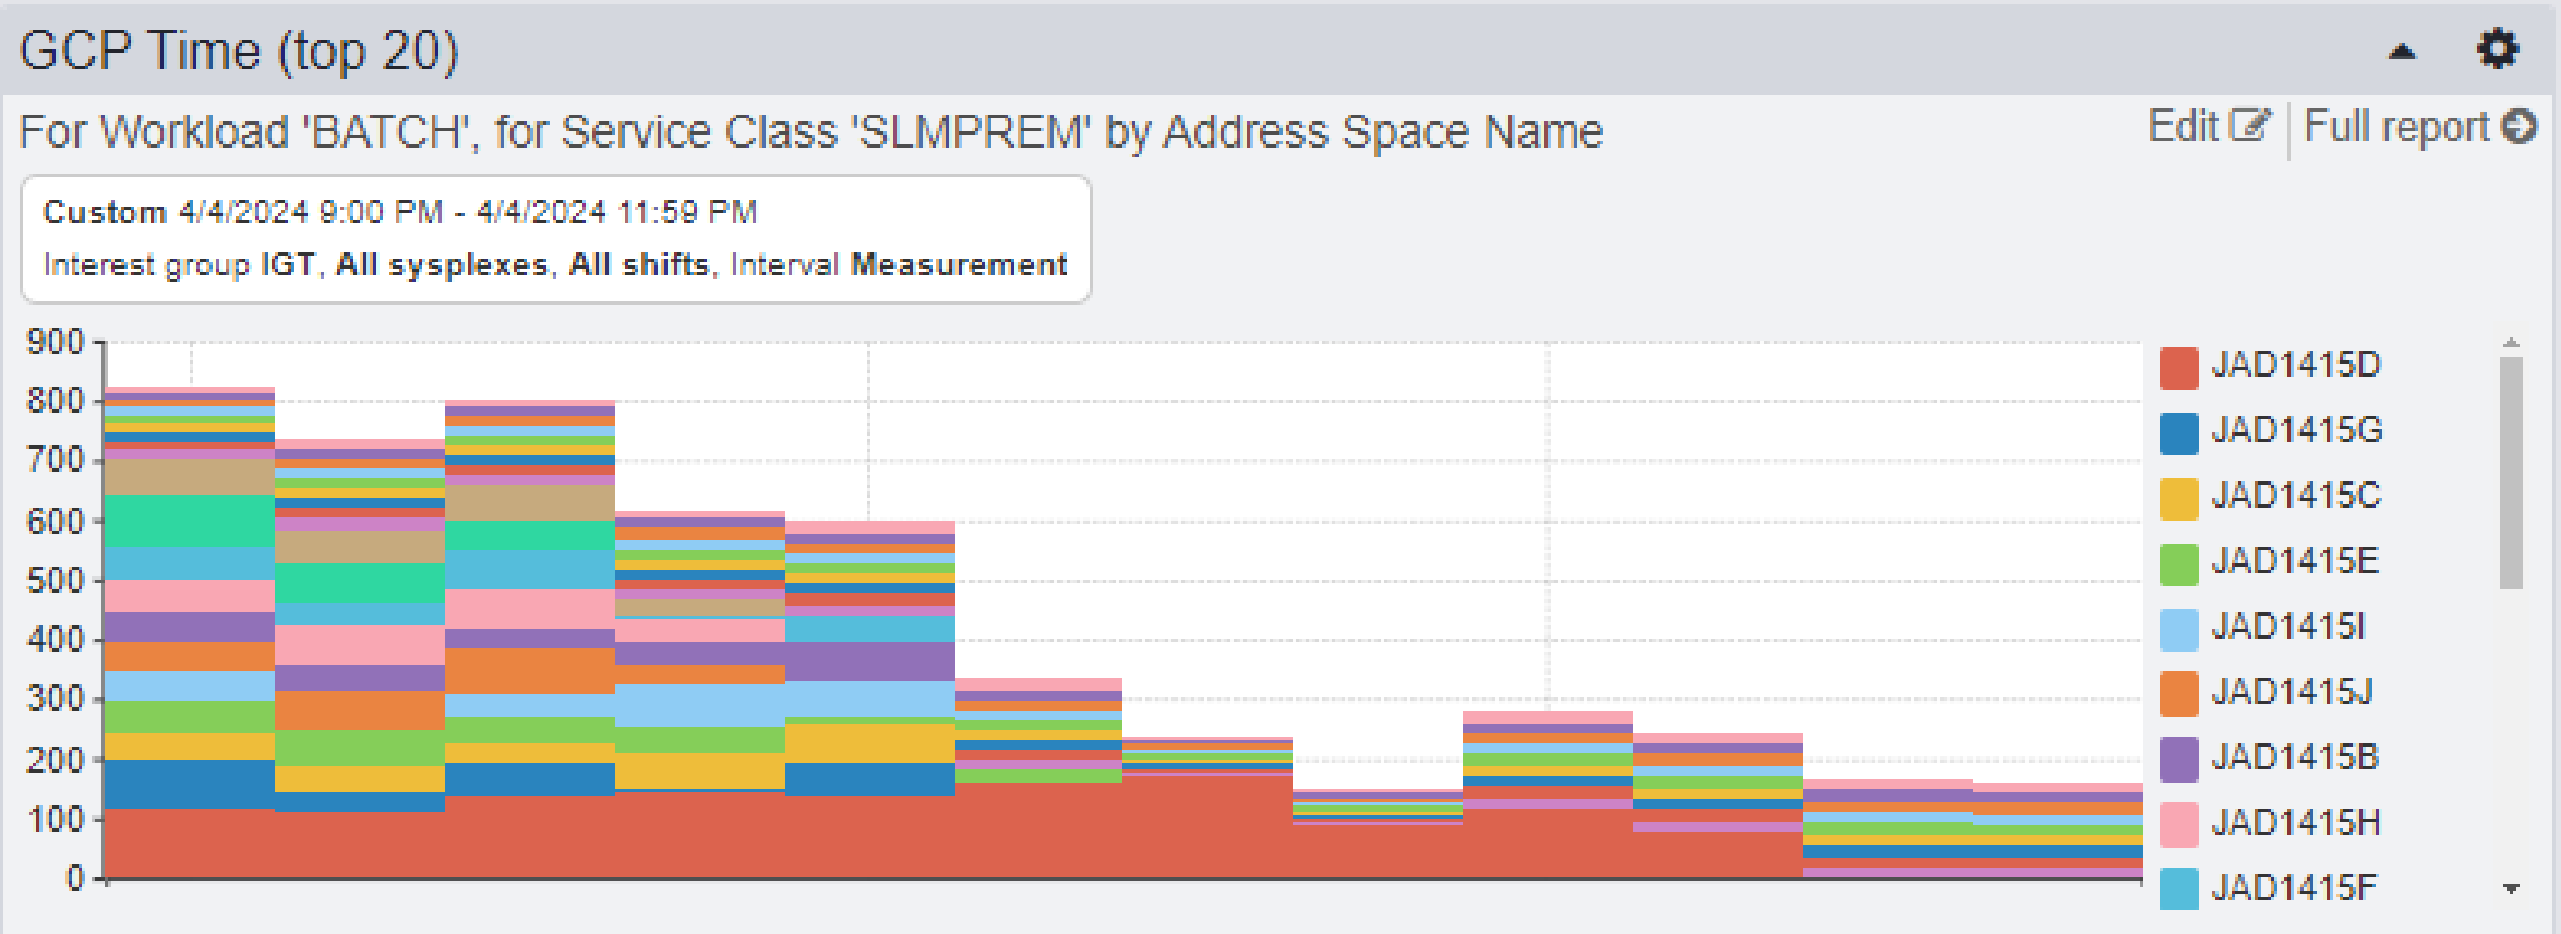 GCP Time (top 20)
For Workload 'BATCH', for Service Class 'SLMPREM' by Address Space Name
Edit
Full report
Custom 4/4/2024 9:00 PM - 4/4/2024 11:59 PM
Interest group IGT, All sysplexes, All shifts, Interval Measurement
900
800
700
600
500
400
300
200
100
0
JAD1415D
JAD1415G
JAD1415C
JAD1415E
JAD1415I
JAD1415J
JAD1415B
JAD1415H
JAD1415F